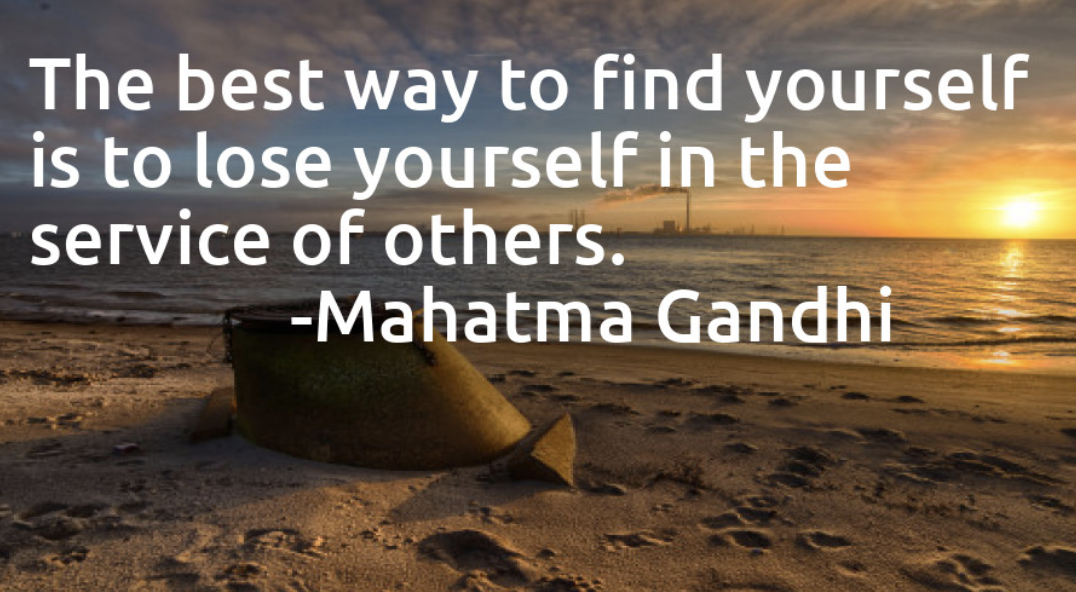 The best way to find yourself
is to lose yourself in the
service of others.
-Mahatma Gandhi